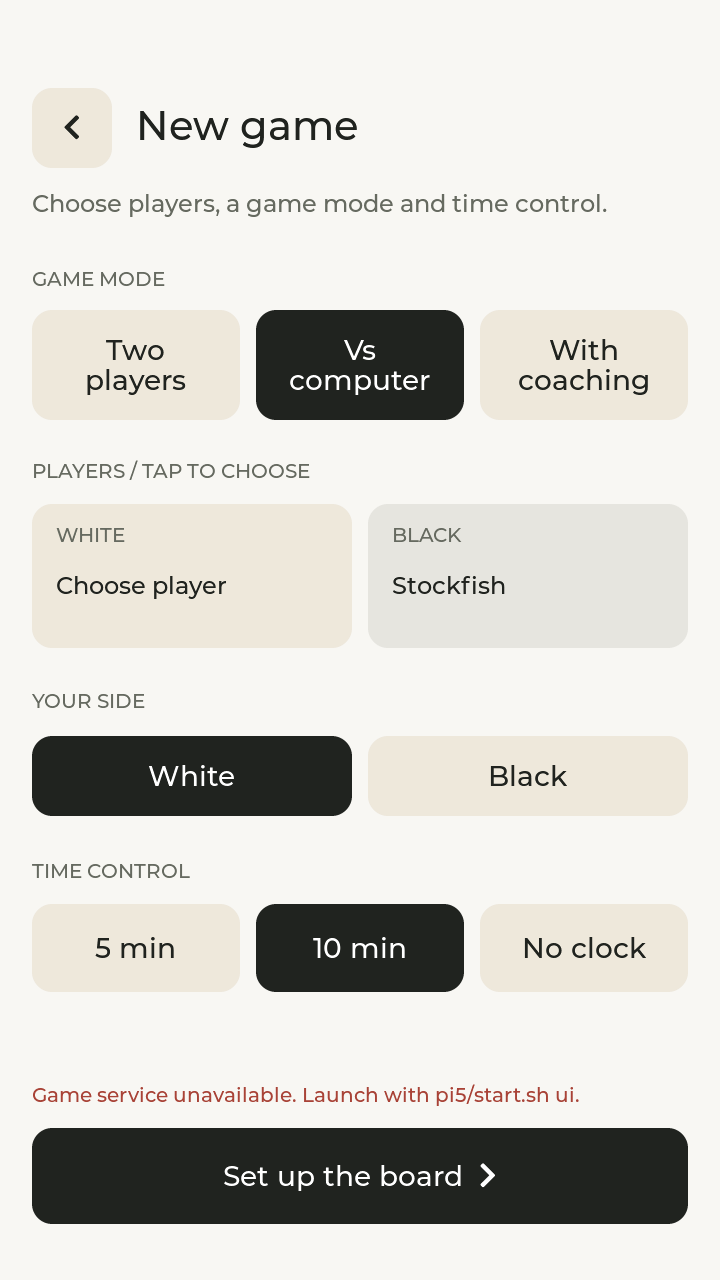 New game
Choose players, a game mode and time control.
GAME MODE
Two
players
Vs
computer
With
coaching
PLAYERS / TAP TO CHOOSE
WHITE
Choose player
BLACK
Stockfish
YOUR SIDE
White
Black
TIME CONTROL
5 min
10 min
No clock
Game service unavailable. Launch with pi5/start.sh ui.
Set up the board